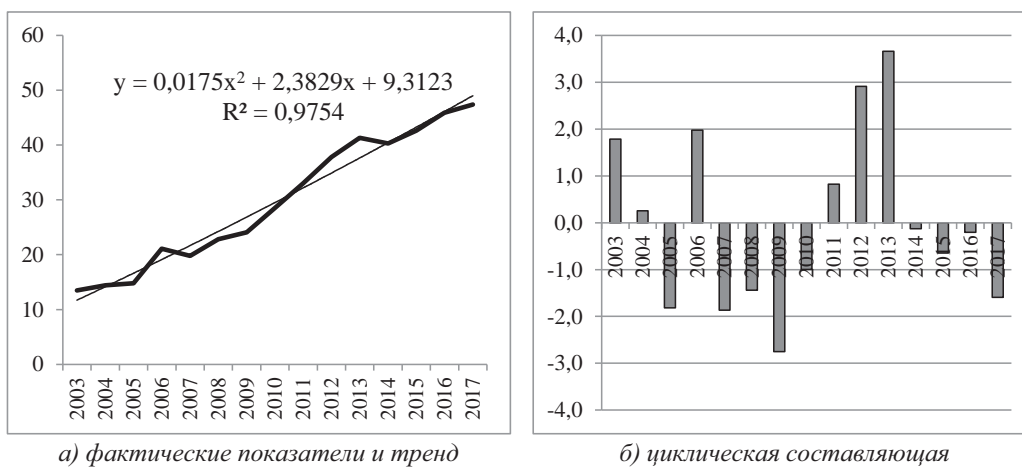 60
50
40
30
20
10
0
y = 0,0175x² + 2,3829x + 9,3123
R² = 0,9754
2003 2004 2005 2006 2007 2008 2009 2010 2011 2012 2013 2014 2015 2016 2017
а) фактические показатели и тренд
4,0
3,0
2,0
1,0
0,0
-1,0
-2,0
-3,0
-4,0
2003 2004 2005 2006 2007 2008 2009 2010 2011 2012 2013 2014 2015 2016 2017
б) циклическая составляющая